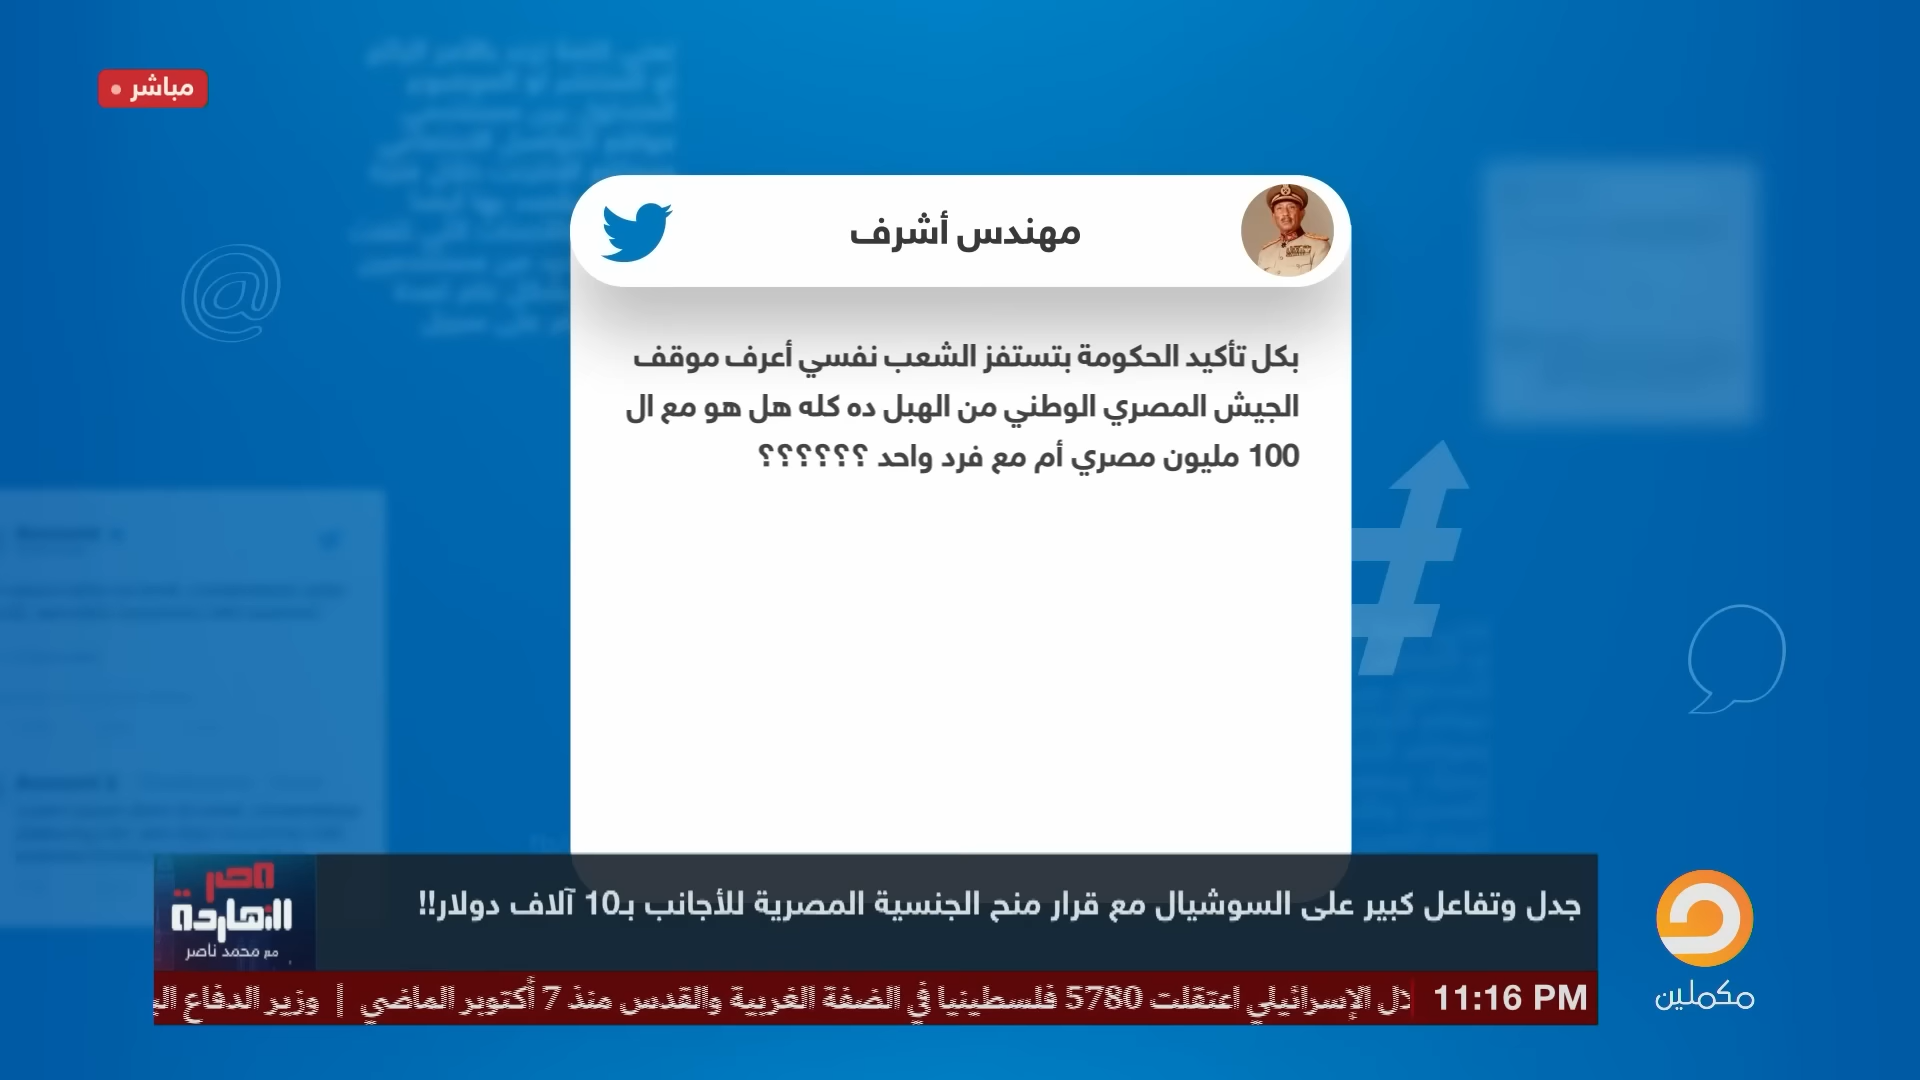 مباشر
مهندس أشرف
بكل تأكيد الحكومة بتستفز الشعب نفسي أعرف موقف
الجيش المصري الوطني من الهبل ده كله هل هو مع ال
100 مليون مصري أم مع فرد واحد ؟؟؟؟؟؟
جدل وتفاعل كبير على السوشيال مع قرار منح الجنسية المصرية للأجانب بـ10 آلاف دولار!!
مصر
النهاردة
مع محمد ناصر
11:16 PM
الإسرائيلي اعتقلت 5780 فلسطينيا في الضفة الغربية والقدس منذ 7 أكتوبر الماضي | وزير الدفاع
مكملين